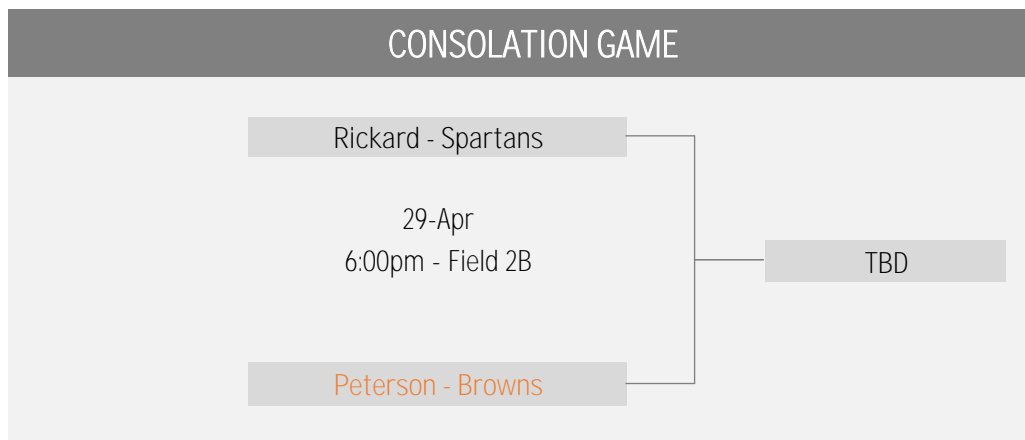 CONSOLATION GAME
Rickard - Spartans
29-Apr
6:00pm - Field 2B
TBD
Peterson - Browns